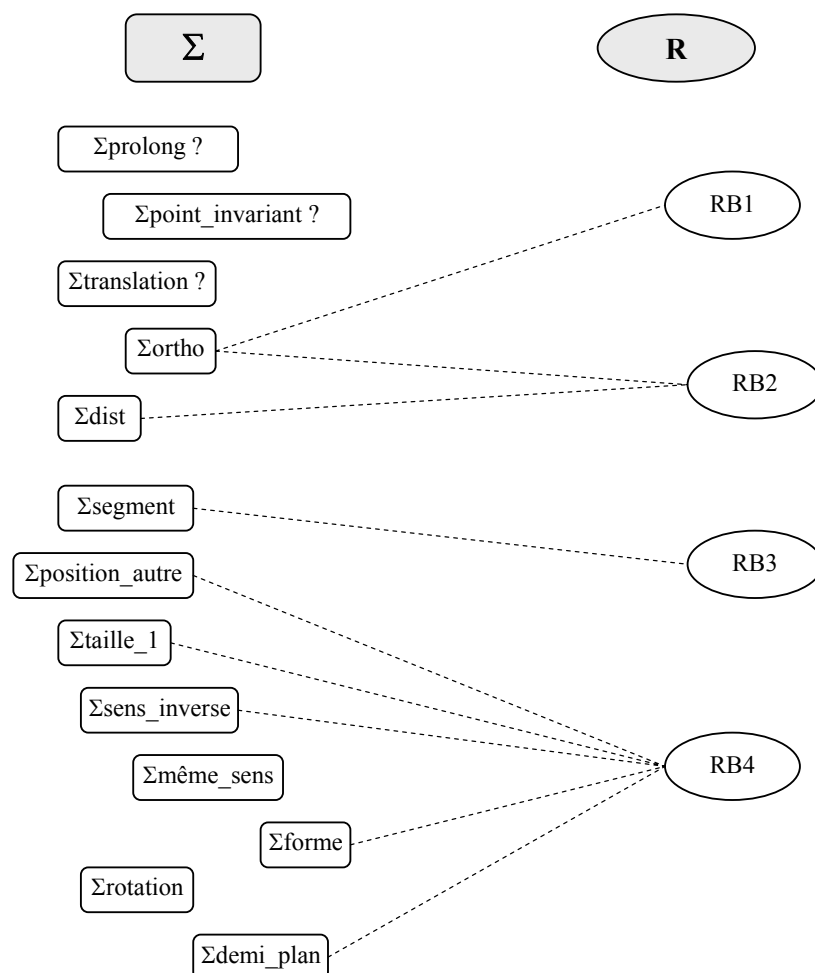 Σ
R
Σprolong ?
Σpoint_invariant ?
RB1
Σtranslation ?
Σortho
RB2
Σdist
Σsegment
RB3
Σposition_autre
Σtaille_1
Σsens_inverse
RB4
Σmême_sens
Σforme
Σrotation
Σdemi_plan